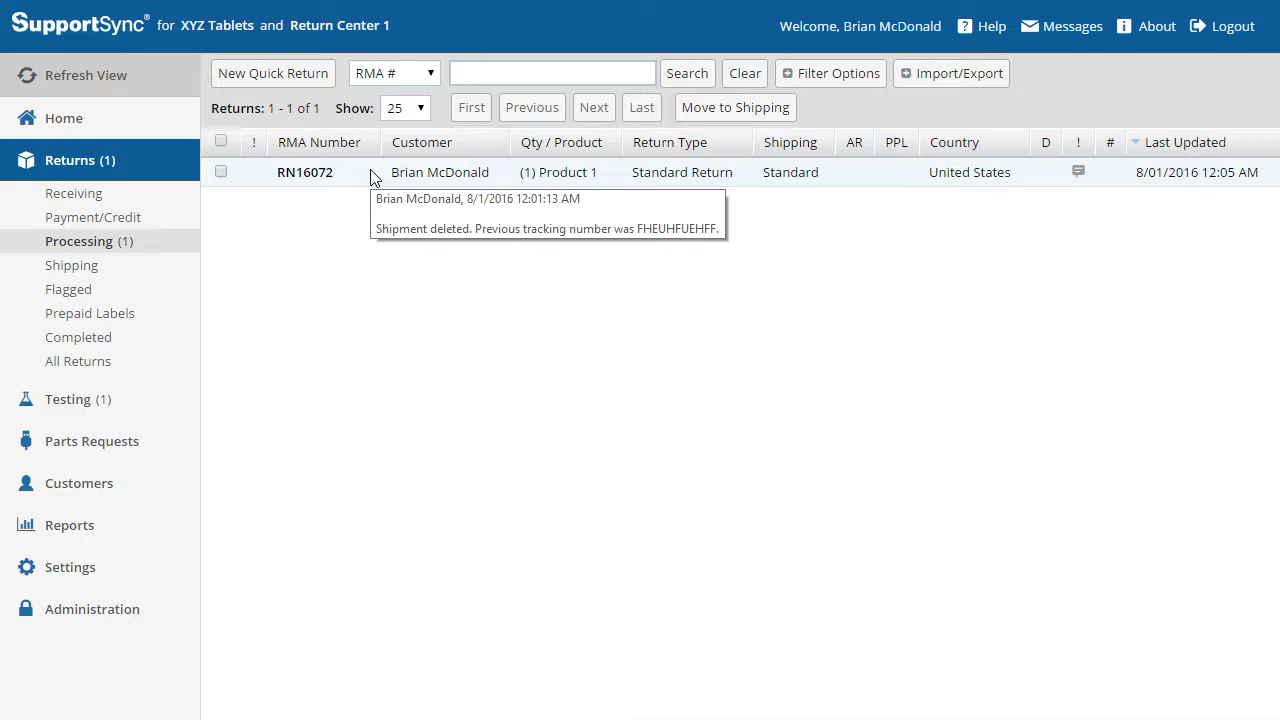 SupportSync® for XYZ Tablets and Return Center 1
Welcome, Brian McDonald ? Help Messages i About Logout
Refresh View
Home
Returns (1)
Receiving
Payment/Credit
Processing (1)
Shipping
Flagged
Prepaid Labels
Completed
All Returns
Testing (1)
Parts Requests
Customers
Reports
Settings
Administration
New Quick Return RMA # Search Clear Filter Options Import/Export
Returns: 1 - 1 of 1 Show: 25 First Previous Next Last Move to Shipping
! RMA Number Customer Qty / Product Return Type Shipping AR PPL Country D ! # Last Updated
RN16072 Brian McDonald (1) Product 1 Standard Return Standard United States 8/01/2016 12:05 AM
Brian McDonald, 8/1/2016 12:01:13 AM
Shipment deleted. Previous tracking number was FHEUHFUEHFF.